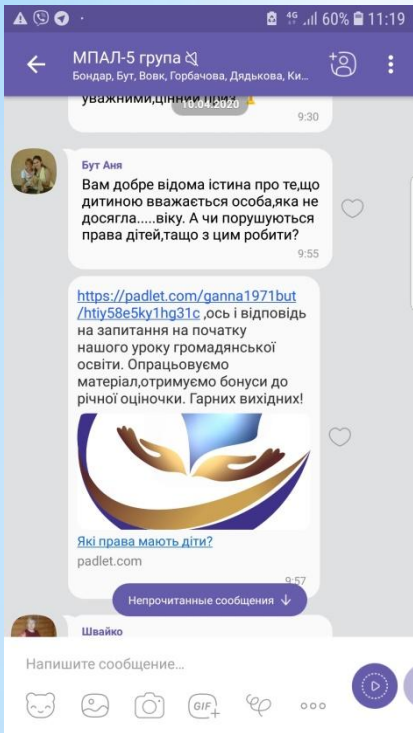 4G 60% 11:19
МПАЛ-5 група
Бондар, Бут, Вовк, Горбачова, Дядькова, Ки...
уважними,цінний приз
10.04.2020
9:30
Бут Аня
Вам добре відома істина про те,що
дитиною вважається особа,яка не
досягла.....віку. А чи порушуються
права дітей,тащо з цим робити?
9:55
https://padlet.com/ganna1971but
/htiy58e5ky1hg31c ,ось і відповідь
на запитання на початку
нашого уроку громадянської
освіти. Опрацьовуємо
матеріал,отримуємо бонуси до
річної оціночки. Гарних вихідних!
Які права мають діти?
padlet.com
9:57
Непрочитанные сообщения
Швайко
Напишите сообщение...
GIF